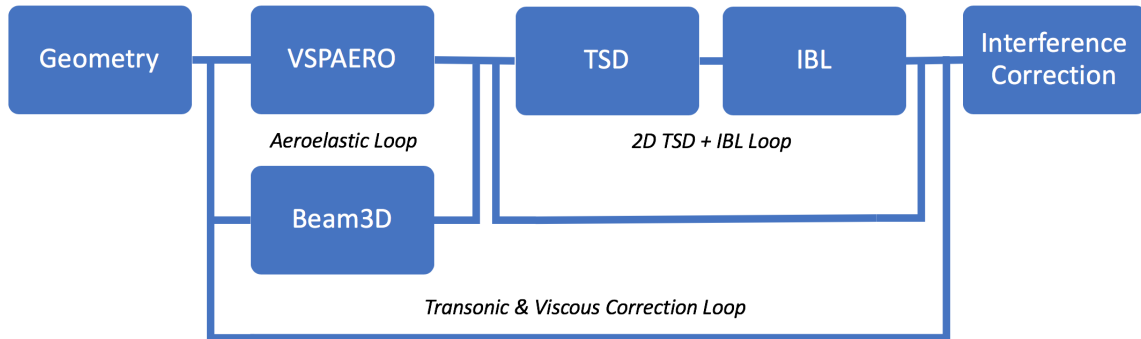 Geometry
VSPAERO
TSD
IBL
Interference
Correction
Aeroelastic Loop
2D TSD + IBL Loop
Beam3D
Transonic & Viscous Correction Loop